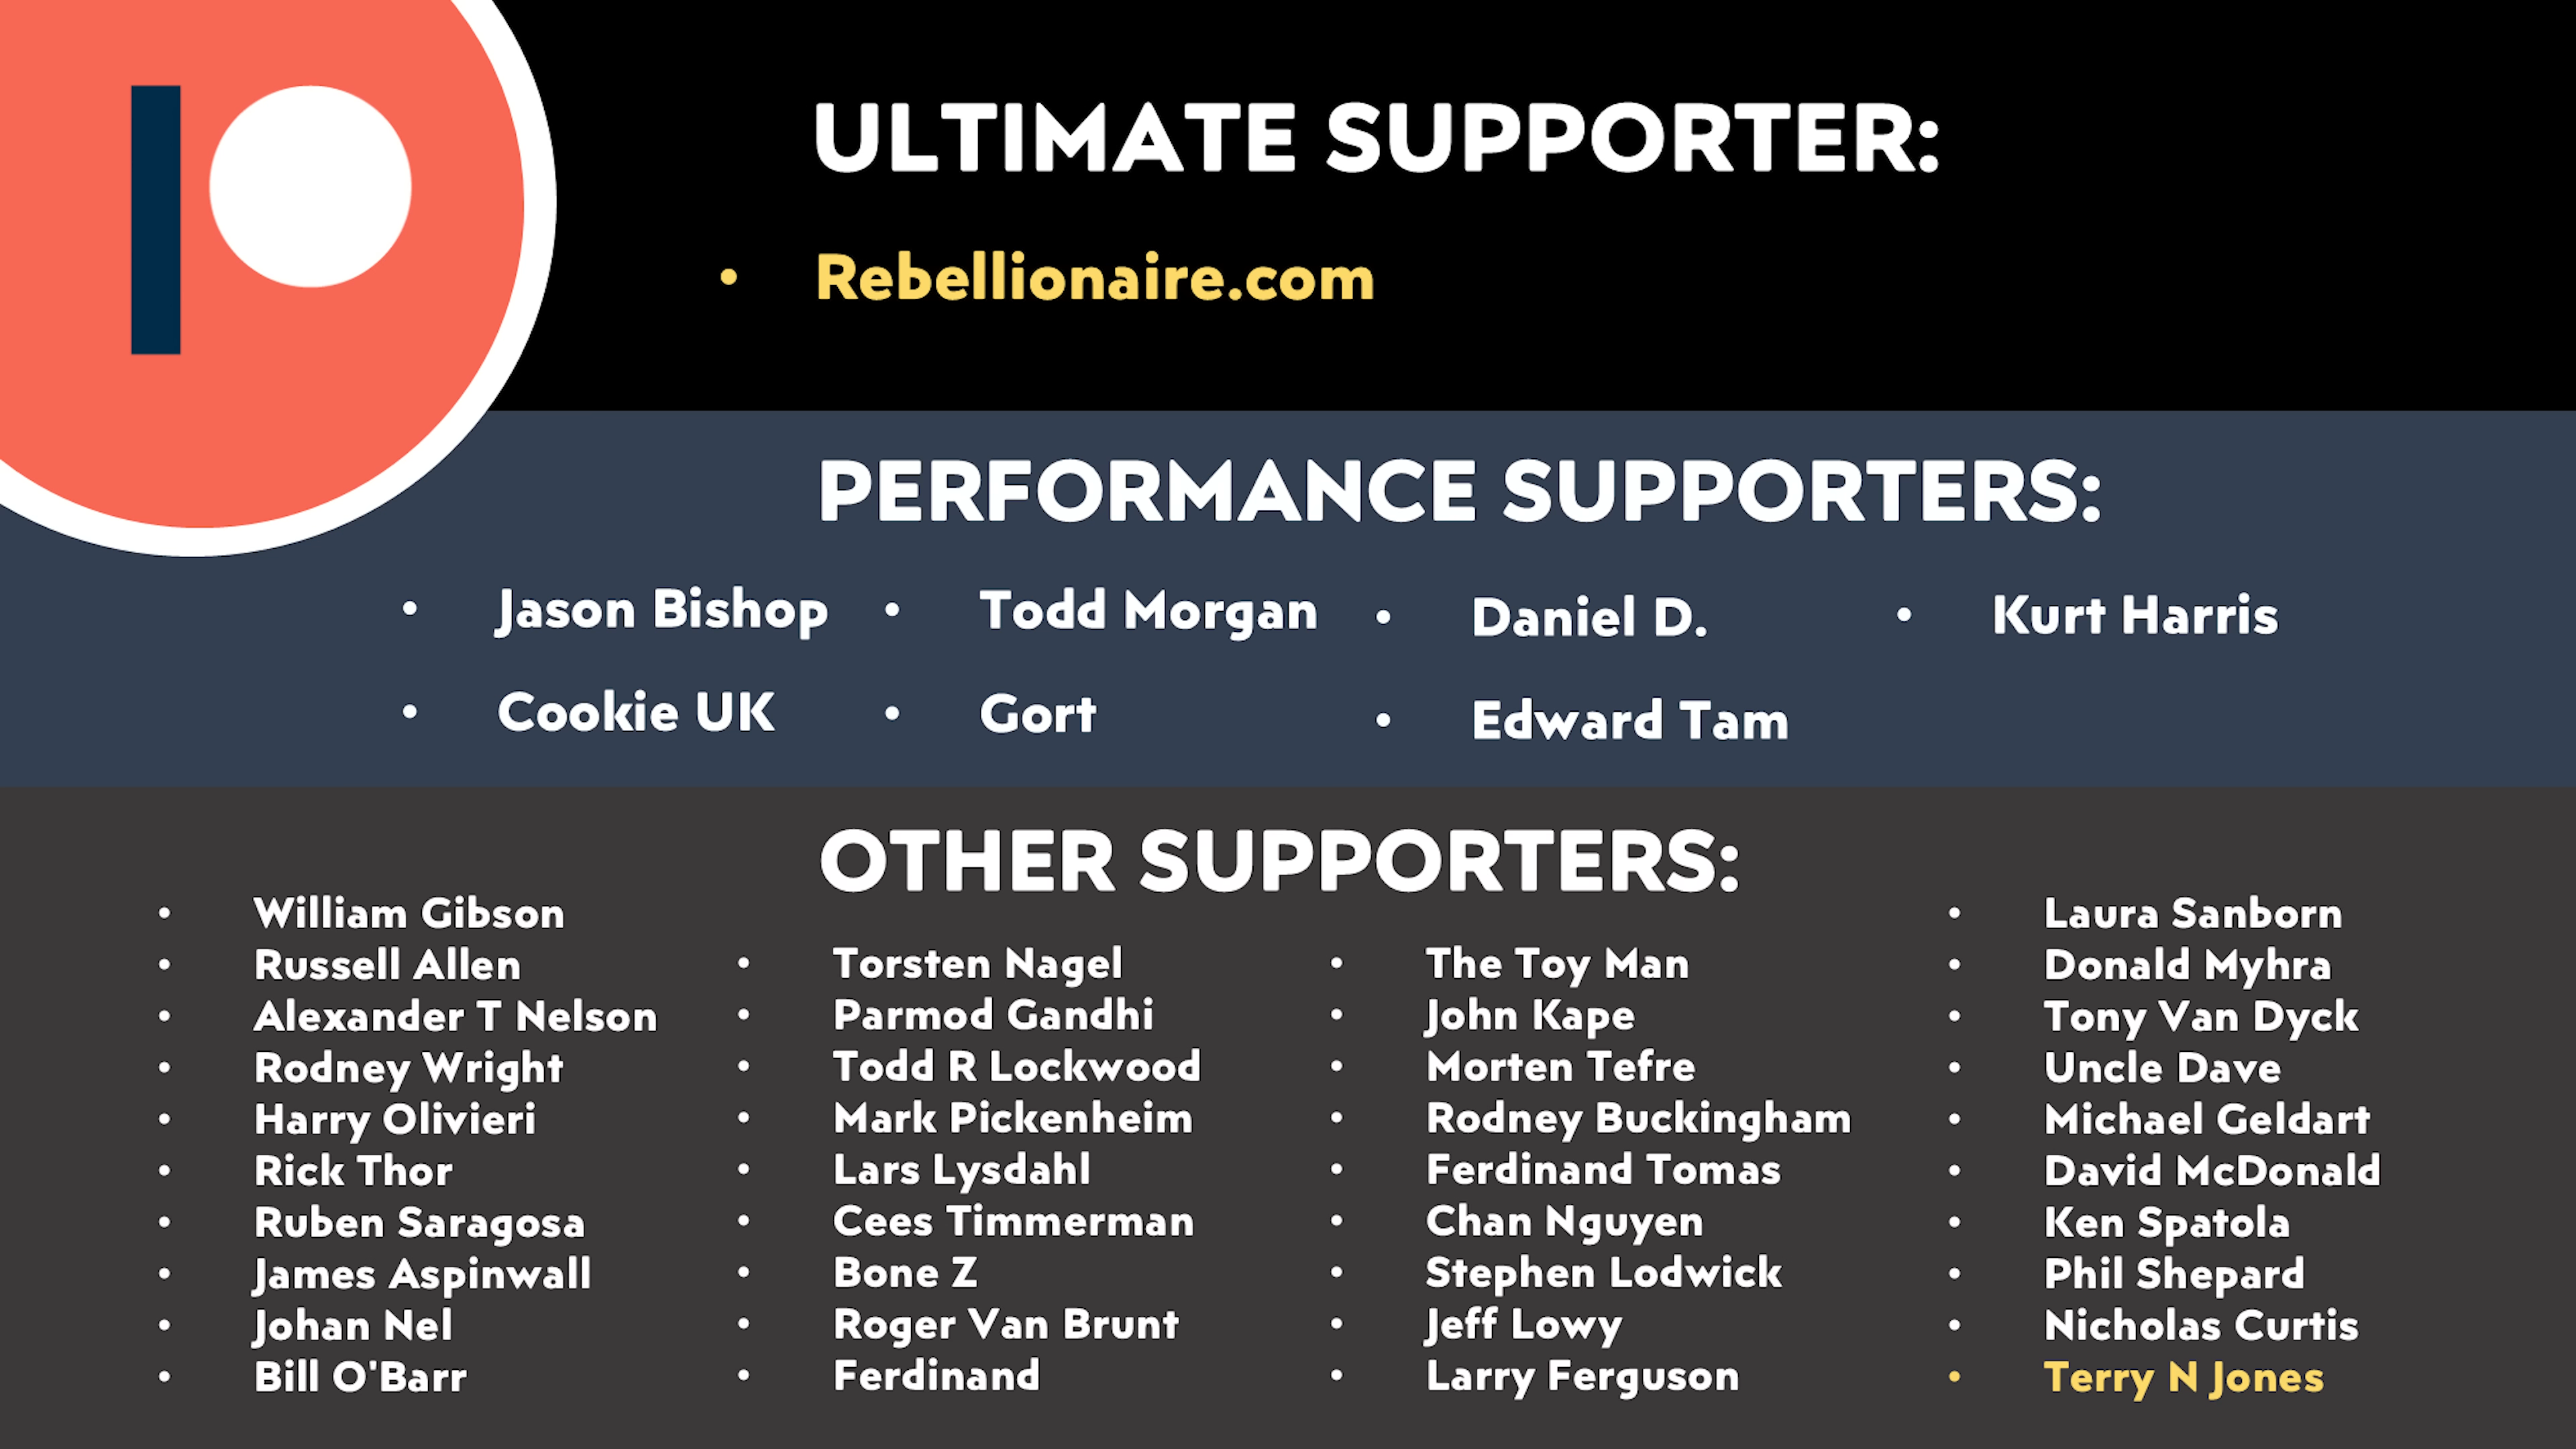 ULTIMATE SUPPORTER:
• Rebellionaire.com
PERFORMANCE SUPPORTERS:
• Jason Bishop
• Cookie UK
• Todd Morgan
• Gort
• Daniel D.
• Edward Tam
• Kurt Harris
OTHER SUPPORTERS:
• William Gibson
• Russell Allen
• Alexander T Nelson
• Rodney Wright
• Harry Olivieri
• Rick Thor
• Ruben Saragosa
• James Aspinwall
• Johan Nel
• Bill O'Barr
• Torsten Nagel
• Parmod Gandhi
• Todd R Lockwood
• Mark Pickenheim
• Lars Lysdahl
• Cees Timmerman
• Bone Z
• Roger Van Brunt
• Ferdinand
• The Toy Man
• John Kape
• Morten Tefre
• Rodney Buckingham
• Ferdinand Tomas
• Chan Nguyen
• Stephen Lodwick
• Jeff Lowy
• Larry Ferguson
• Laura Sanborn
• Donald Myhra
• Tony Van Dyck
• Uncle Dave
• Michael Geldart
• David McDonald
• Ken Spatola
• Phil Shepard
• Nicholas Curtis
• Terry N Jones